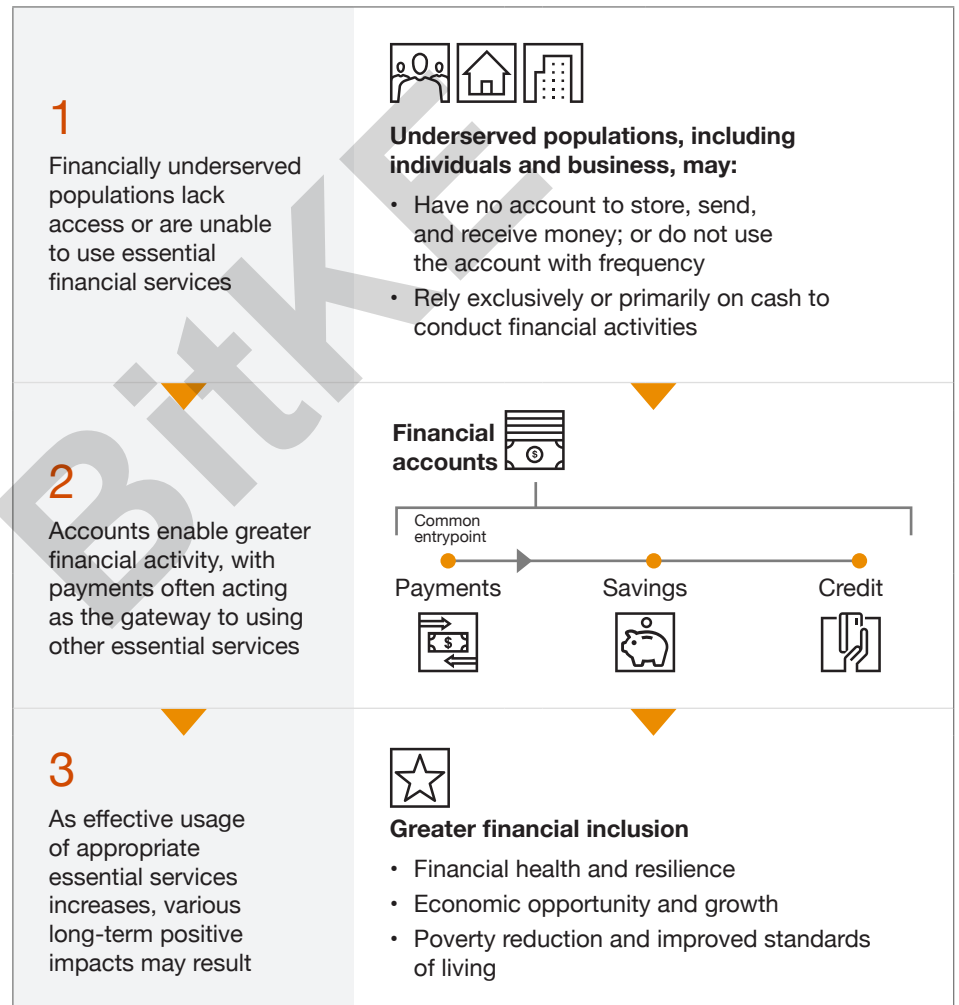 1
Financially underserved
populations lack
access or are unable
to use essential
financial services
Underserved populations, including
individuals and business, may:
• Have no account to store, send,
and receive money; or do not use
the account with frequency
• Rely exclusively or primarily on cash to
conduct financial activities
2
Accounts enable greater
financial activity, with
payments often acting
as the gateway to using
other essential services
Financial
accounts
$
Common
entrypoint
Payments
Savings
Credit
$
3
As effective usage
of appropriate
essential services
increases, various
long-term positive
impacts may result
Greater financial inclusion
• Financial health and resilience
• Economic opportunity and growth
• Poverty reduction and improved standards
of living
BitKE